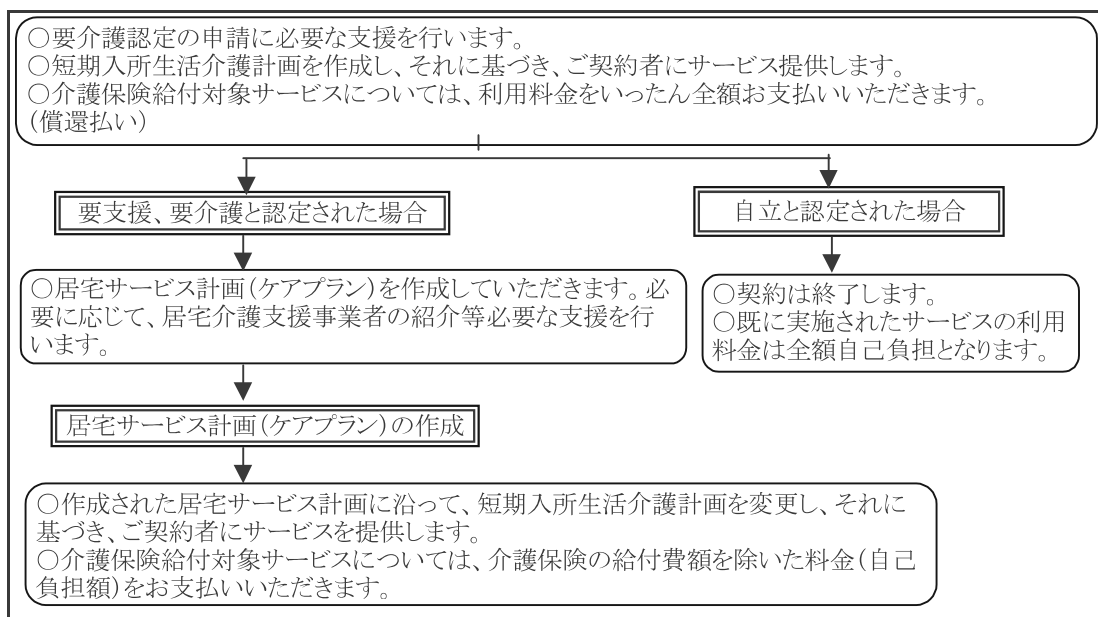 ○要介護認定の申請に必要な支援を行います。
○短期入所生活介護計画を作成し、それに基づき、ご契約者にサービス提供します。
○介護保険給付対象サービスについては、利用料金をいったん全額お支払いいただきます。
(償還払い)
要支援、要介護と認定された場合
自立と認定された場合
○居宅サービス計画(ケアプラン)を作成していただきます。必
要に応じて、居宅介護支援事業者の紹介等必要な支援を行
います。
○契約は終了します。
○既に実施されたサービスの利用
料金は全額自己負担となります。
居宅サービス計画(ケアプラン)の作成
○作成された居宅サービス計画に沿って、短期入所生活介護計画を変更し、それに
基づき、ご契約者にサービスを提供します。
○介護保険給付対象サービスについては、介護保険の給付費額を除いた料金(自己
負担額)をお支払いいただきます。